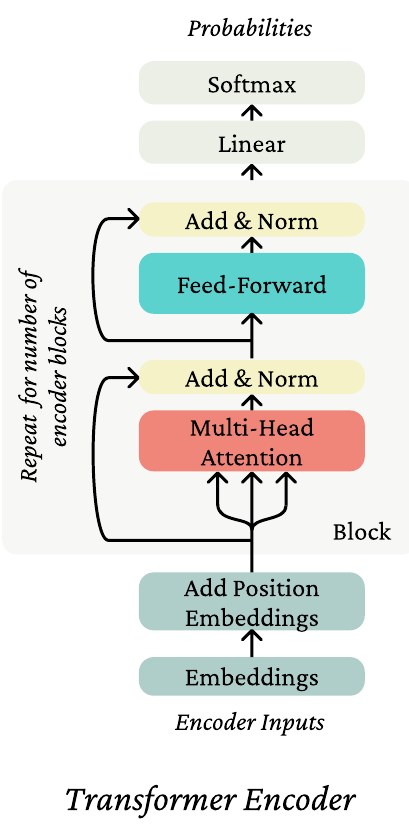 Probabilities
Softmax
Linear
Add & Norm
Feed-Forward
Add & Norm
Multi-Head
Attention
Repeat for number of
encoder blocks
Block
Add Position
Embeddings
Embeddings
Encoder Inputs
Transformer Encoder